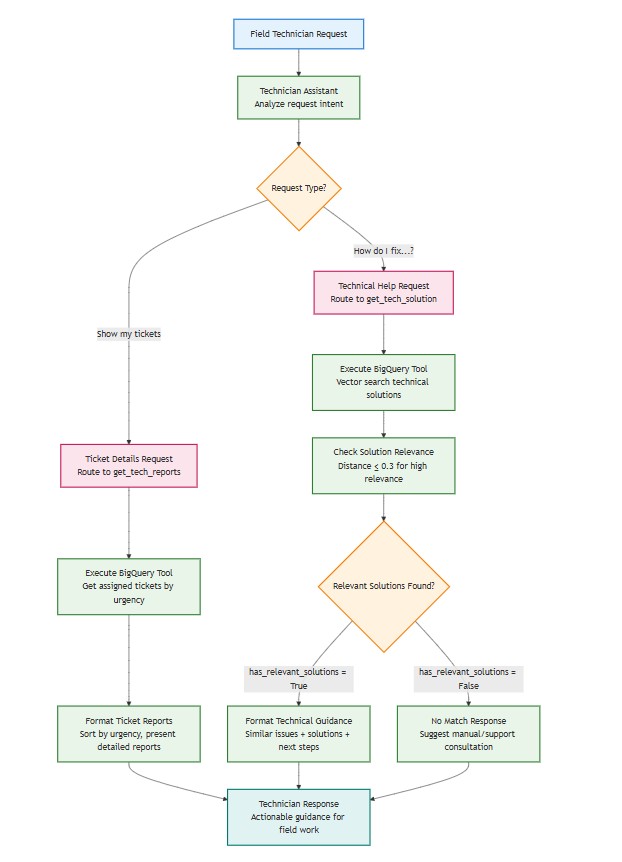 Field Technician Request
Technician Assistant
Analyze request intent
Request Type?
How do I fix...?
Technical Help Request
Route to get_tech_solution
Show my tickets
Execute BigQuery Tool
Vector search technical
solutions
Ticket Details Request
Route to get_tech_reports
Check Solution Relevance
Distance ≤ 0.3 for high
relevance
Execute BigQuery Tool
Get assigned tickets by
urgency
Relevant Solutions Found?
has_relevant_solutions =
True
has_relevant_solutions =
False
Format Ticket Reports
Sort by urgency, present
detailed reports
Format Technical Guidance
Similar issues + solutions +
next steps
No Match Response
Suggest manual/support
consultation
Technician Response
Actionable guidance for
field work